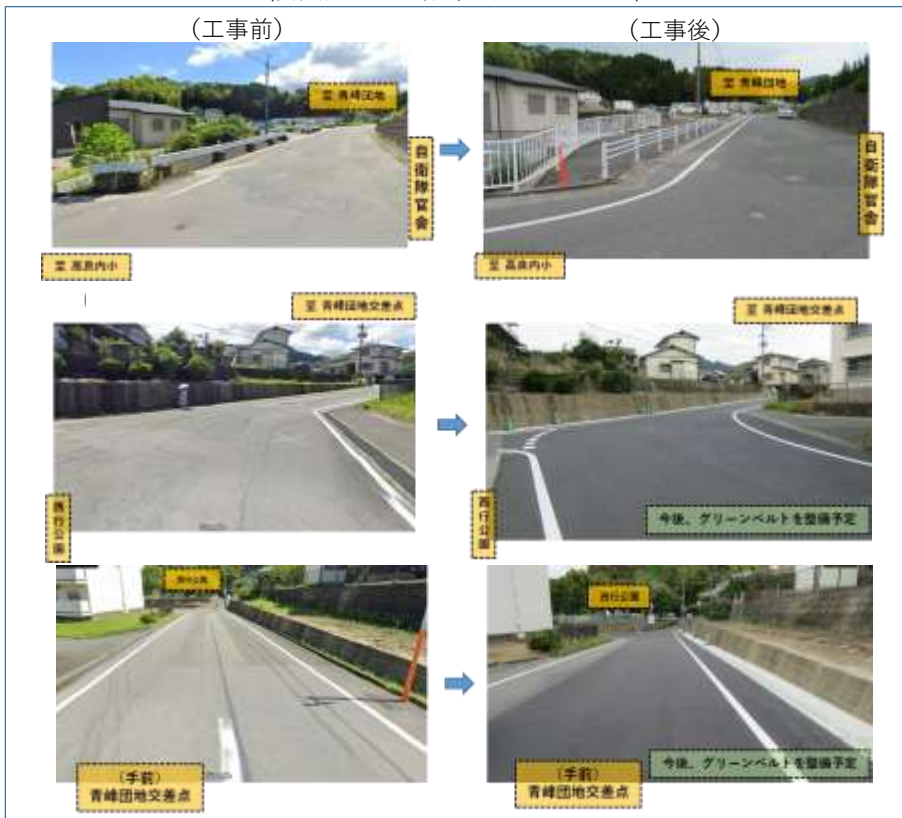 （工事前）
（工事後）
至 青峰団地
至 青峰団地
自衛隊官舎
自衛隊官舎
至 高良内小
至 高良内小
至 青峰団地交差点
至 青峰団地交差点
西行公園
西行公園
今後、グリーンベルトを整備予定
西行公園
西行公園
（手前）
青峰団地交差点
（手前）
青峰団地交差点
今後、グリーンベルトを整備予定